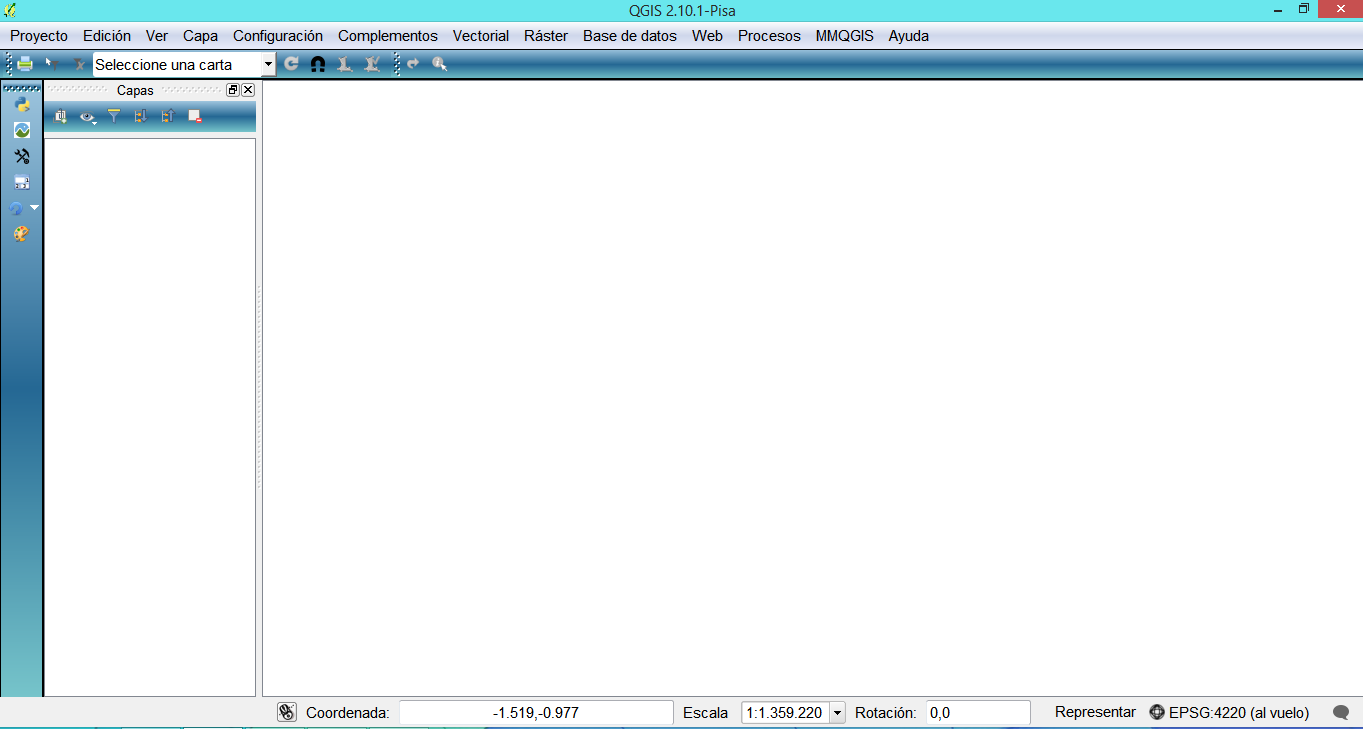 QGIS 2.10.1-Pisa
Proyecto Edición Ver Capa Configuración Complementos Vectorial Ráster Base de datos Web Procesos MMQGIS Ayuda
Seleccione una carta
Capas
Coordenada: -1.519,-0.977 Escala 1:1.359.220 Rotación: 0,0 Representar EPSG:4220 (al vuelo)